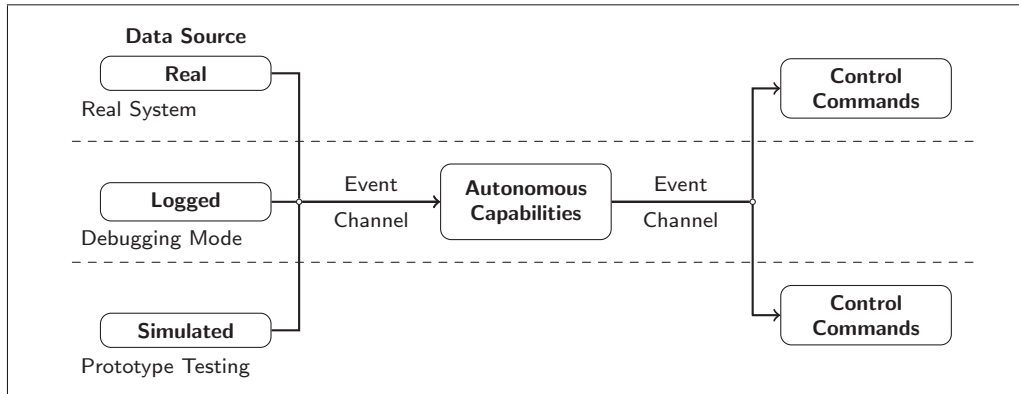 Data Source
Real
Real System
Control
Commands
Logged
Debugging Mode
Event
Channel
Autonomous
Capabilities
Event
Channel
Simulated
Prototype Testing
Control
Commands